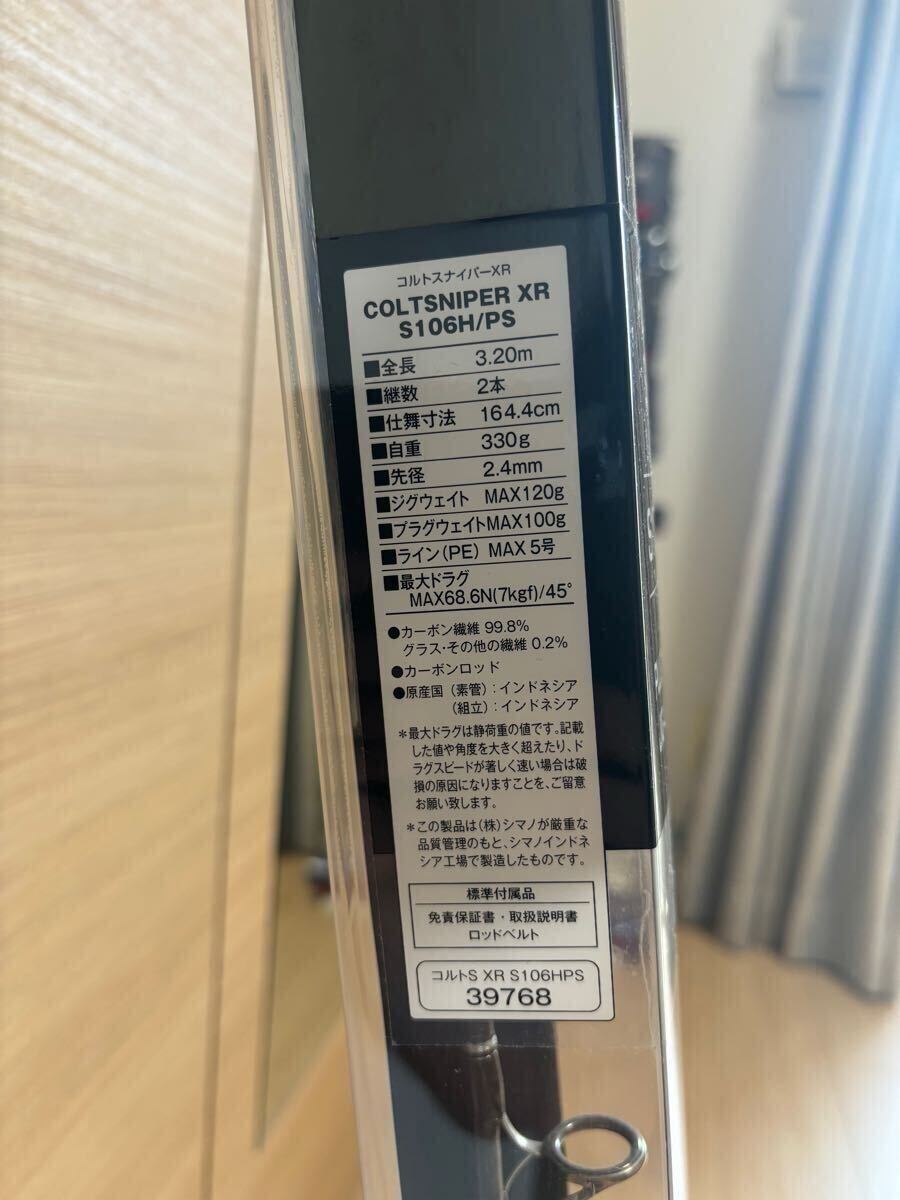 コルトスナイパーXR
COLTSNIPER XR
S106H/PS
■全長 3.20m
■継数 2本
■仕舞寸法 164.4cm
■自重 330g
■先径 2.4mm
■ジグウェイト MAX120g
■プラグウェイトMAX100g
■ライン(PE) MAX 5号
■最大ドラグ
MAX68.6N(7kgf)/45°
●カーボン繊維 99.8%
グラス・その他の繊維 0.2%
●カーボンロッド
●原産国(素管):インドネシア
(組立):インドネシア
＊最大ドラグは静荷重の値です。記載
した値や角度を大きく超えたり、ド
ラグスピードが著しく速い場合は破
損の原因になりますことを、ご留意
お願い致します。
＊この製品は(株)シマノが厳重な
品質管理のもと、シマノインドネ
シア工場で製造したものです。
標準付属品
免責保証書・取扱説明書
ロッドベルト
コルトS XR S106HPS
39768